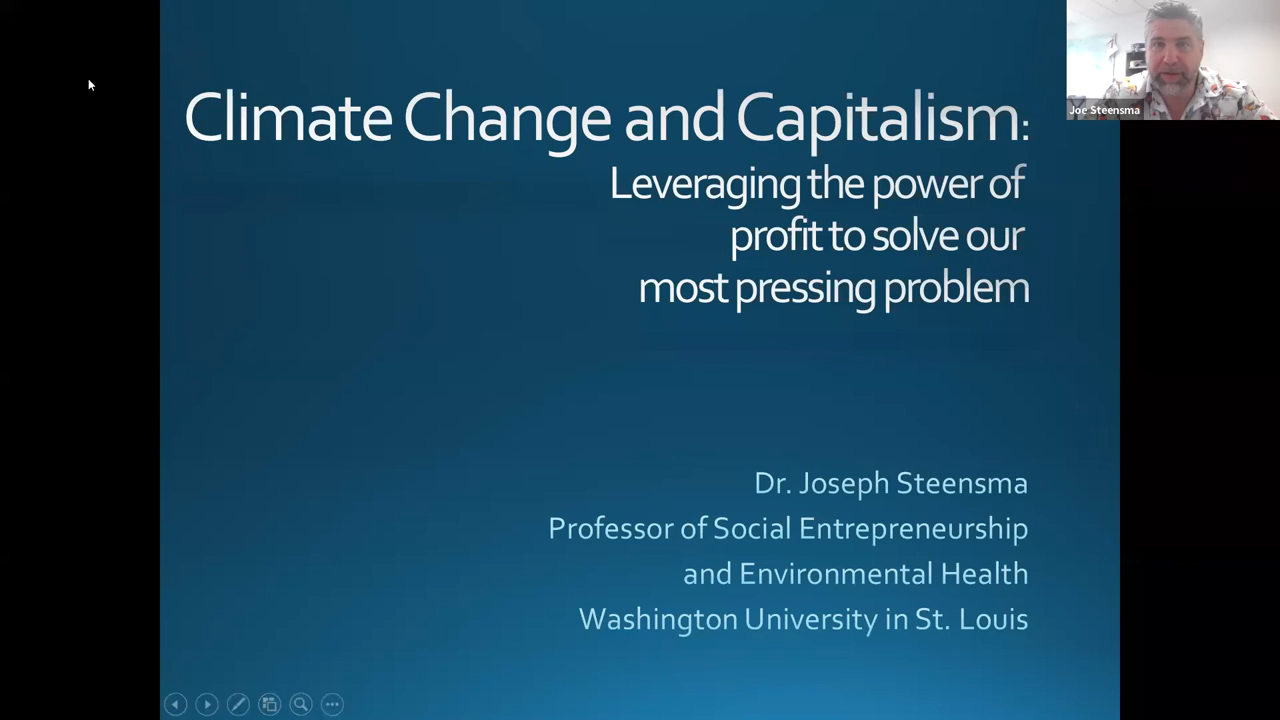 Climate Change and Capitalism:
Leveraging the power of
profit to solve our
most pressing problem
Dr. Joseph Steensma
Professor of Social Entrepreneurship
and Environmental Health
Washington University in St. Louis
Joe Steensma